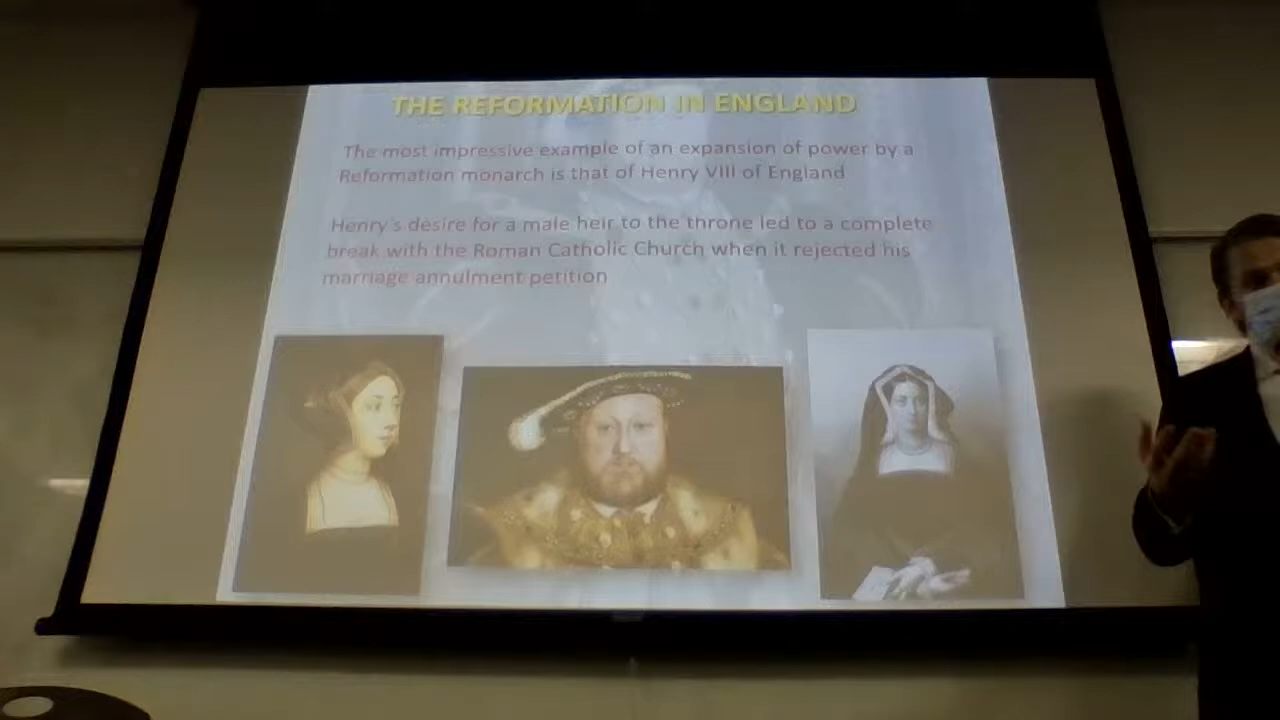 THE REFORMATION IN ENGLAND
The most impressive example of an expansion of power by a
Reformation monarch is that of Henry VIII of England
Henry's desire for a male heir to the throne led to a complete
break with the Roman Catholic Church when it rejected his
marriage annulment petition